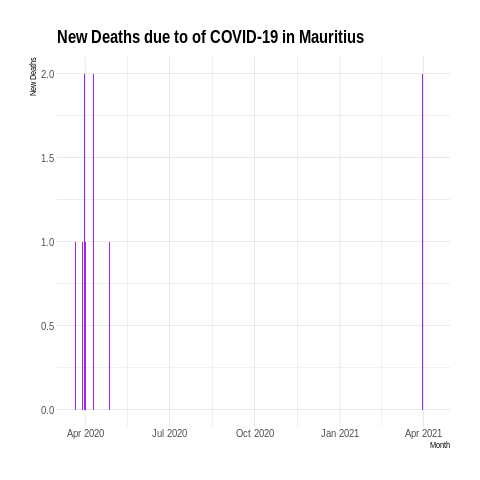 New Deaths due to of COVID-19 in Mauritius
New Deaths
2.0
1.5
1.0
0.5
0.0
Apr 2020 Jul 2020 Oct 2020 Jan 2021 Apr 2021
Month